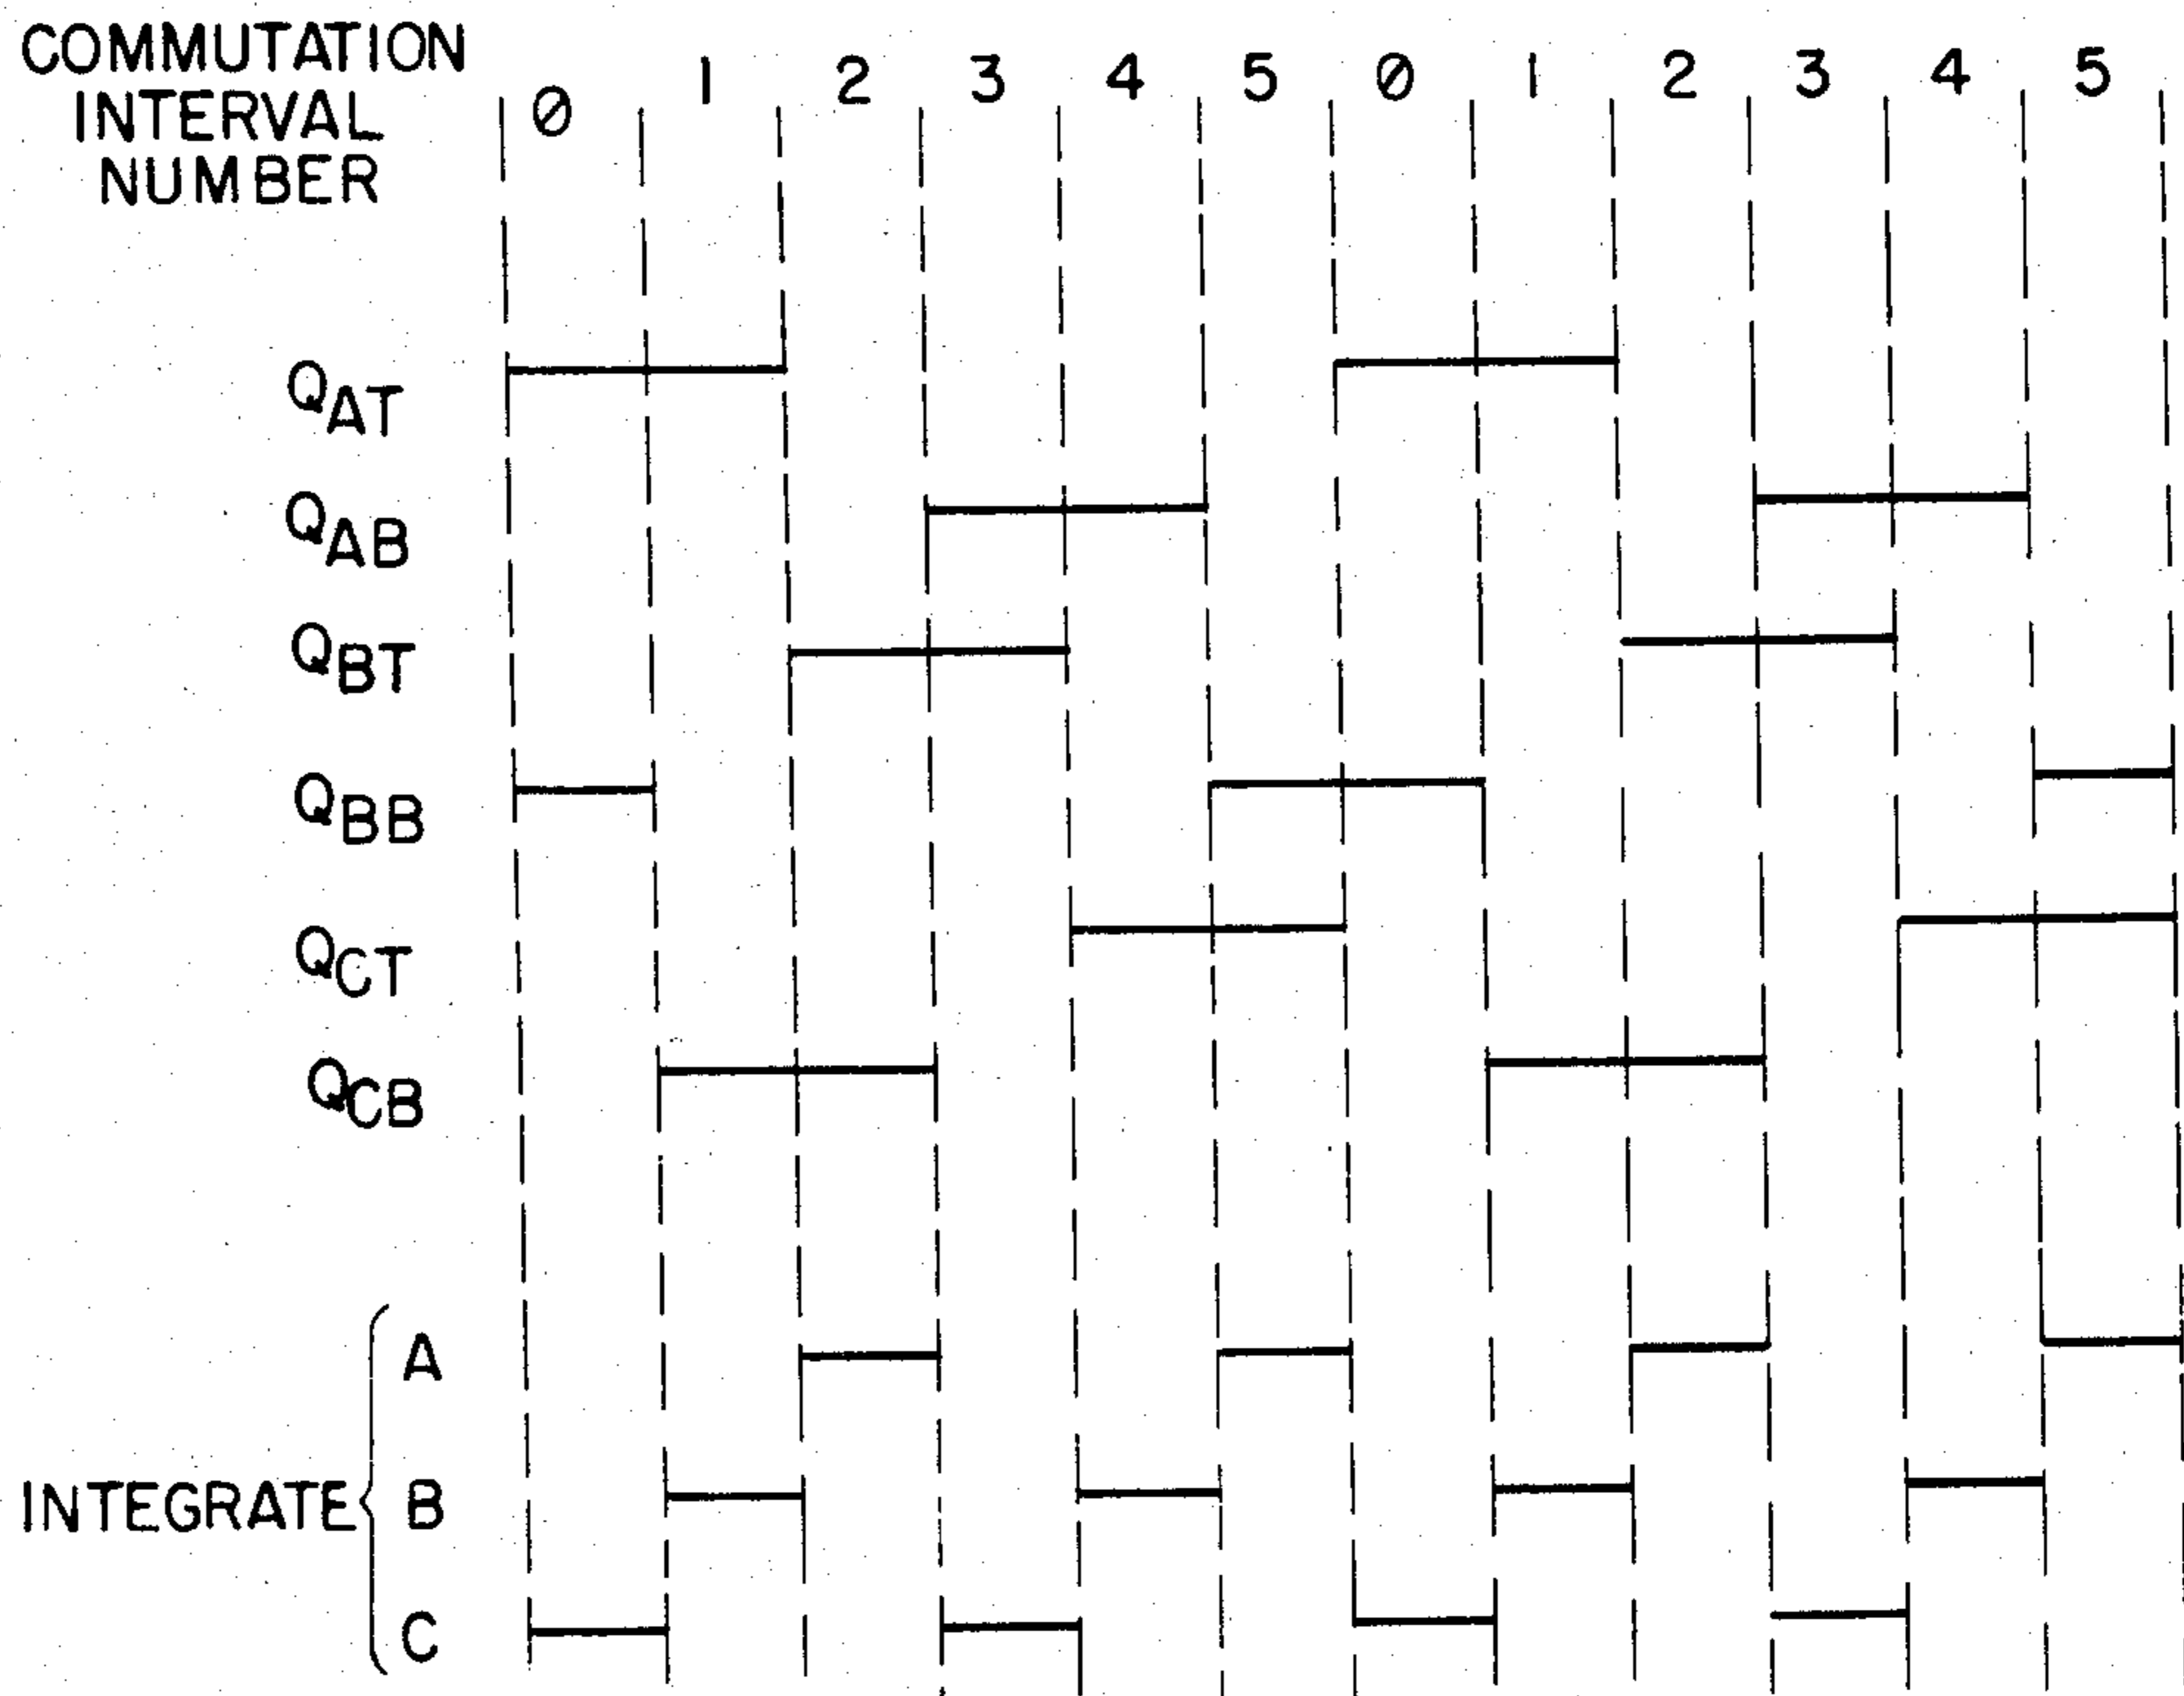 COMMUTATION
INTERVAL
NUMBER
0 1 2 3 4 5 0 1 2 3 4 5
QAT
QAB
QBT
QBB
QCT
QCB
INTEGRATE
A
B
C